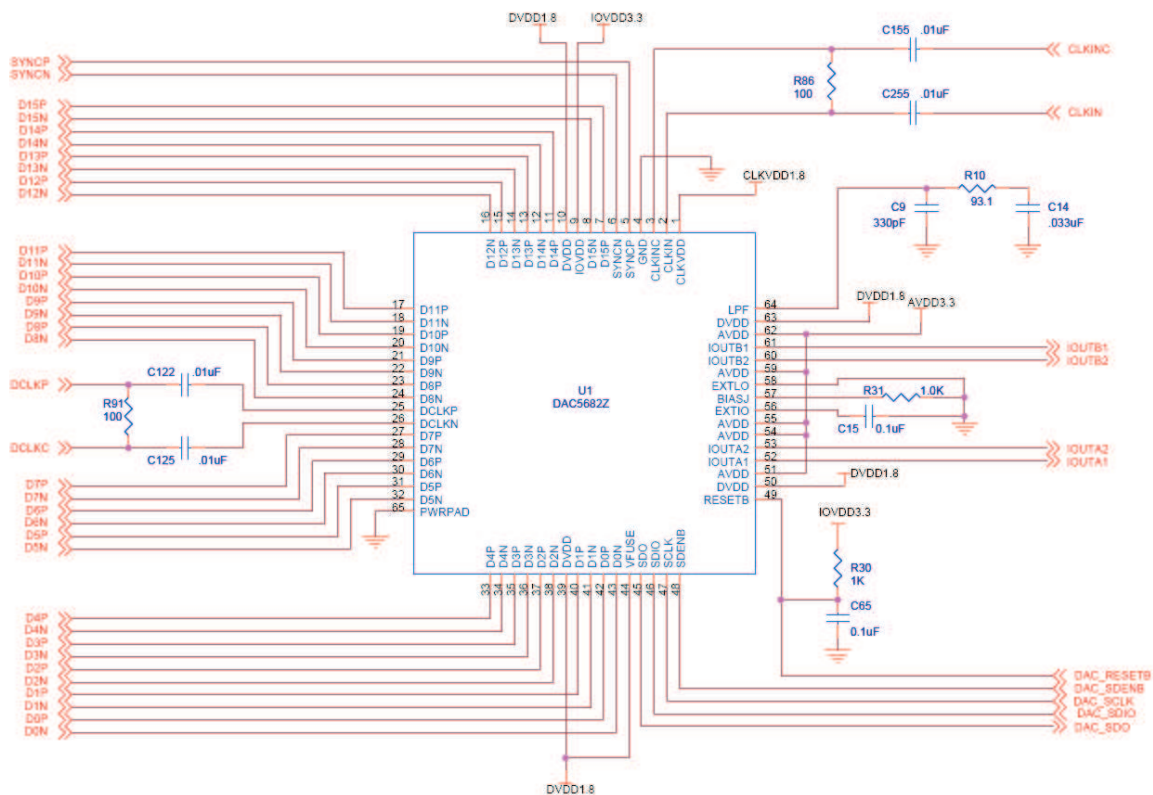 DVDD1.8 IOVDD3.3
C155 .01uF
CLKINC
SYNCP
SYNCN
R86
100
C255 .01uF
CLKIN
D15P
D15N
D14P
D14N
D13P
D13N
D12P
D12N
CLKVDD1.8
R10
93.1
C9
330pF
C14
.033uF
16 15 14 13 12 11 10 9 8 7 6 5 4 3 2 1
D12N D12P D13N D13P D14N D14P DVDD IOVDD D15N D15P SYNCN SYNCP GND CLKINC CLKIN CLKVDD
D11P
D11N
D10P
D10N
D9P
D9N
D8P
D8N
DCLKP
C122 .01uF
R91
100
DCLKC
C125 .01uF
D7P
D7N
D6P
D6N
D5P
D5N
17 D11P
18 D11N
19 D10P
20 D10N
21 D9P
22 D9N
23 D8P
24 D8N
25 DCLKP
26 DCLKN
27 D7P
28 D7N
29 D6P
30 D6N
31 D5P
32 D5N
65 PWRPAD
U1
DAC5682Z
LPF 64
DVDD 63
AVDD 62
IOUTB1 61
IOUTB2 60
AVDD 59
EXTLO 58
BIASJ 57
EXTIO 56
AVDD 55
AVDD 54
IOUTA2 53
IOUTA1 52
AVDD 51
DVDD 50
RESETB 49
DVDD1.8
AVDD3.3
IOUTB1
IOUTB2
R31 1.0K
C15 0.1uF
IOUTA2
IOUTA1
DVDD1.8
IOVDD3.3
R30
1K
C65
0.1uF
D4P D4N D3P D3N D2P D2N DVDD D1P D1N D0P D0N VFUSE SDO SDIO SCLK SDENB
33 34 35 36 37 38 39 40 41 42 43 44 45 46 47 48
D4P
D4N
D3P
D3N
D2P
D2N
D1P
D1N
D0P
D0N
DAC_RESETB
DAC_SDENB
DAC_SCLK
DAC_SDIO
DAC_SDO
DVDD1.8